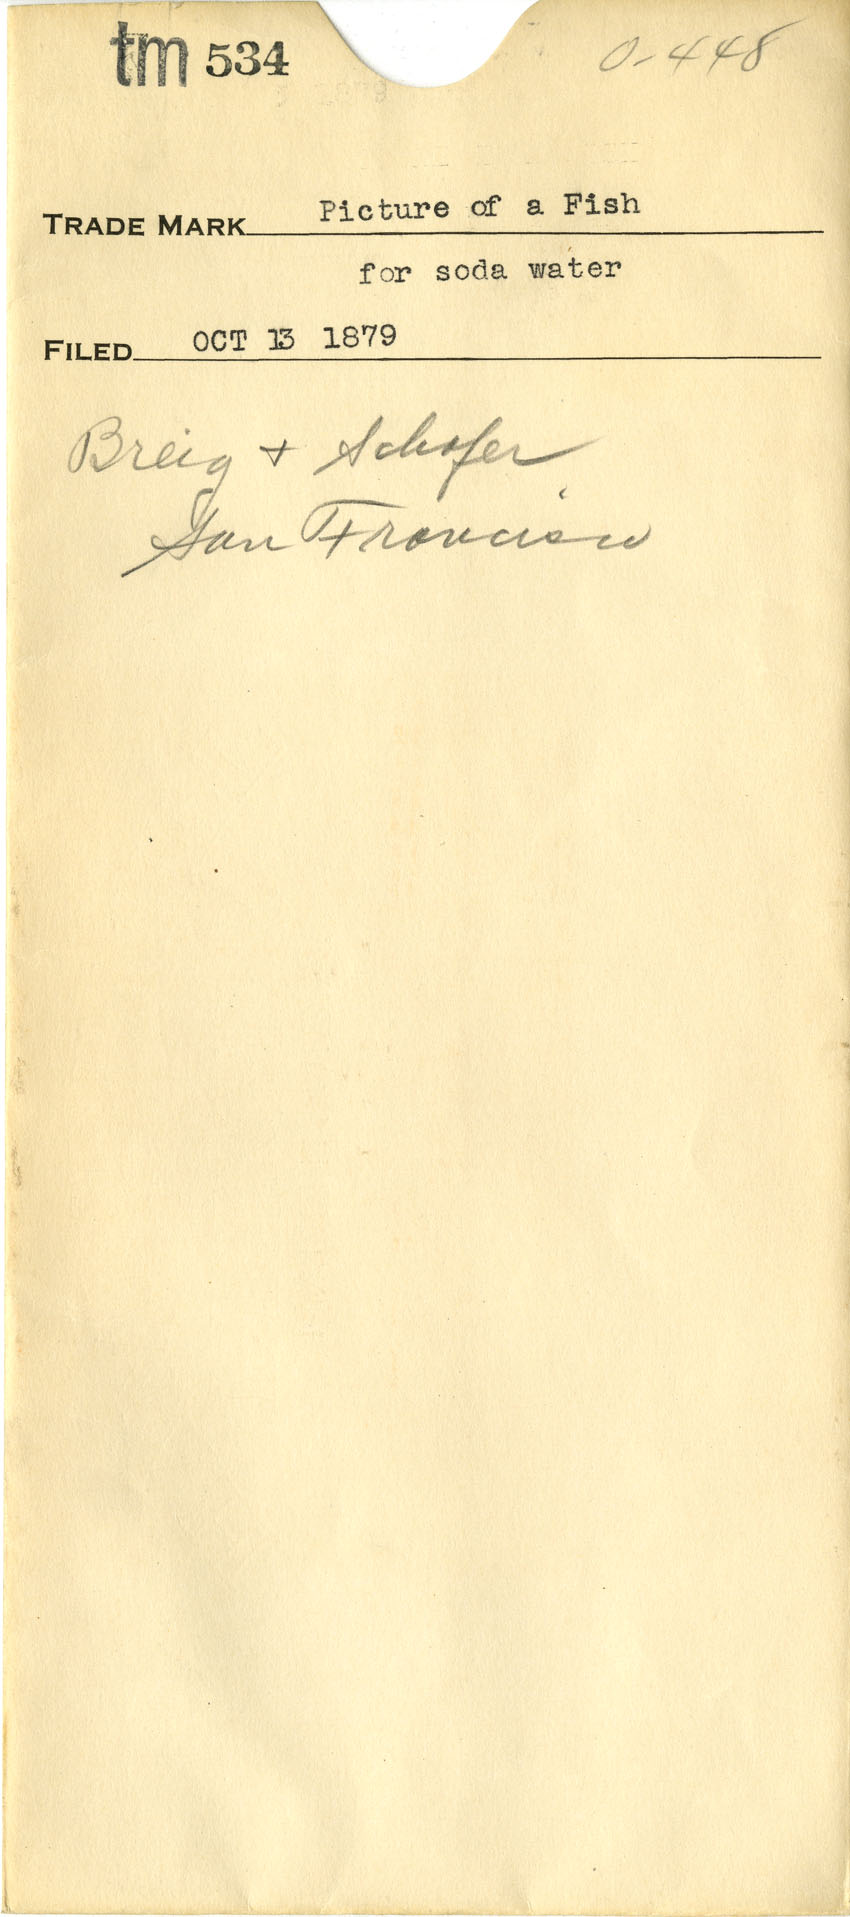 tm 534
0-448
TRADE MARK Picture of a Fish
for soda water
FILED OCT 13 1879
Breig + Schafer
San Francisco